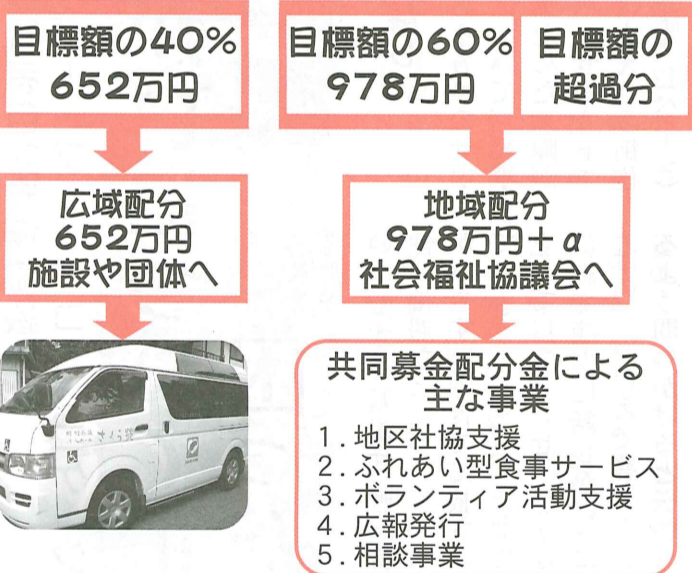 目標額の40%
652万円
目標額の60%
978万円
目標額の
超過分
広域配分
652万円
施設や団体へ
地域配分
978万円+α
社会福祉協議会へ
共同募金配分金による
主な事業
1.地区社協支援
2.ふれあい型食事サービス
3.ボランティア活動支援
4.広報発行
5.相談事業